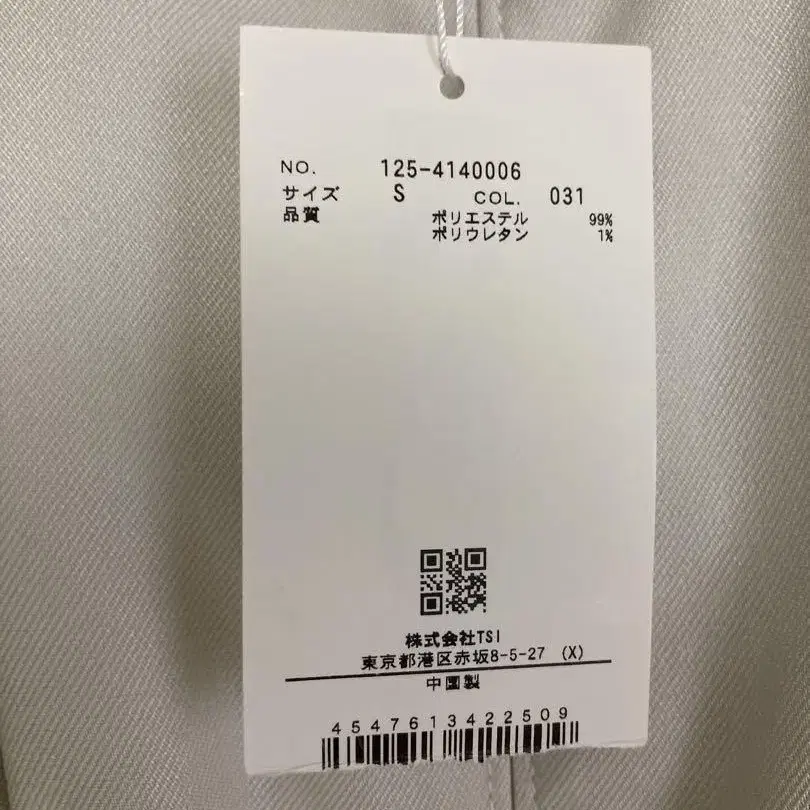 NO. 125-4140006
サイズ S COL. 031
品質 ポリエステル 99%
ポリウレタン 1%
株式会社TSI
東京都港区赤坂8-5-27 (X)
中国製
4547613422509